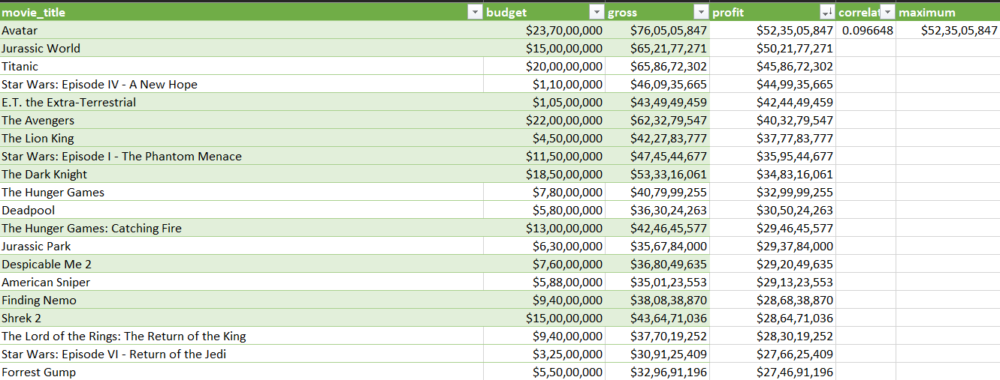 movie_title budget gross profit correlat maximum
Avatar $23,70,00,000 $76,05,05,847 $52,35,05,847 0.096648 $52,35,05,847
Jurassic World $15,00,00,000 $65,21,77,271 $50,21,77,271
Titanic $20,00,00,000 $65,86,72,302 $45,86,72,302
Star Wars: Episode IV - A New Hope $1,10,00,000 $46,09,35,665 $44,99,35,665
E.T. the Extra-Terrestrial $1,05,00,000 $43,49,49,459 $42,44,49,459
The Avengers $22,00,00,000 $62,32,79,547 $40,32,79,547
The Lion King $4,50,00,000 $42,27,83,777 $37,77,83,777
Star Wars: Episode I - The Phantom Menace $11,50,00,000 $47,45,44,677 $35,95,44,677
The Dark Knight $18,50,00,000 $53,33,16,061 $34,83,16,061
The Hunger Games $7,80,00,000 $40,79,99,255 $32,99,99,255
Deadpool $5,80,00,000 $36,30,24,263 $30,50,24,263
The Hunger Games: Catching Fire $13,00,00,000 $42,46,45,577 $29,46,45,577
Jurassic Park $6,30,00,000 $35,67,84,000 $29,37,84,000
Despicable Me 2 $7,60,00,000 $36,80,49,635 $29,20,49,635
American Sniper $5,88,00,000 $35,01,23,553 $29,13,23,553
Finding Nemo $9,40,00,000 $38,08,38,870 $28,68,38,870
Shrek 2 $15,00,00,000 $43,64,71,036 $28,64,71,036
The Lord of the Rings: The Return of the King $9,40,00,000 $37,70,19,252 $28,30,19,252
Star Wars: Episode VI - Return of the Jedi $3,25,00,000 $30,91,25,409 $27,66,25,409
Forrest Gump $5,50,00,000 $32,96,91,196 $27,46,91,196